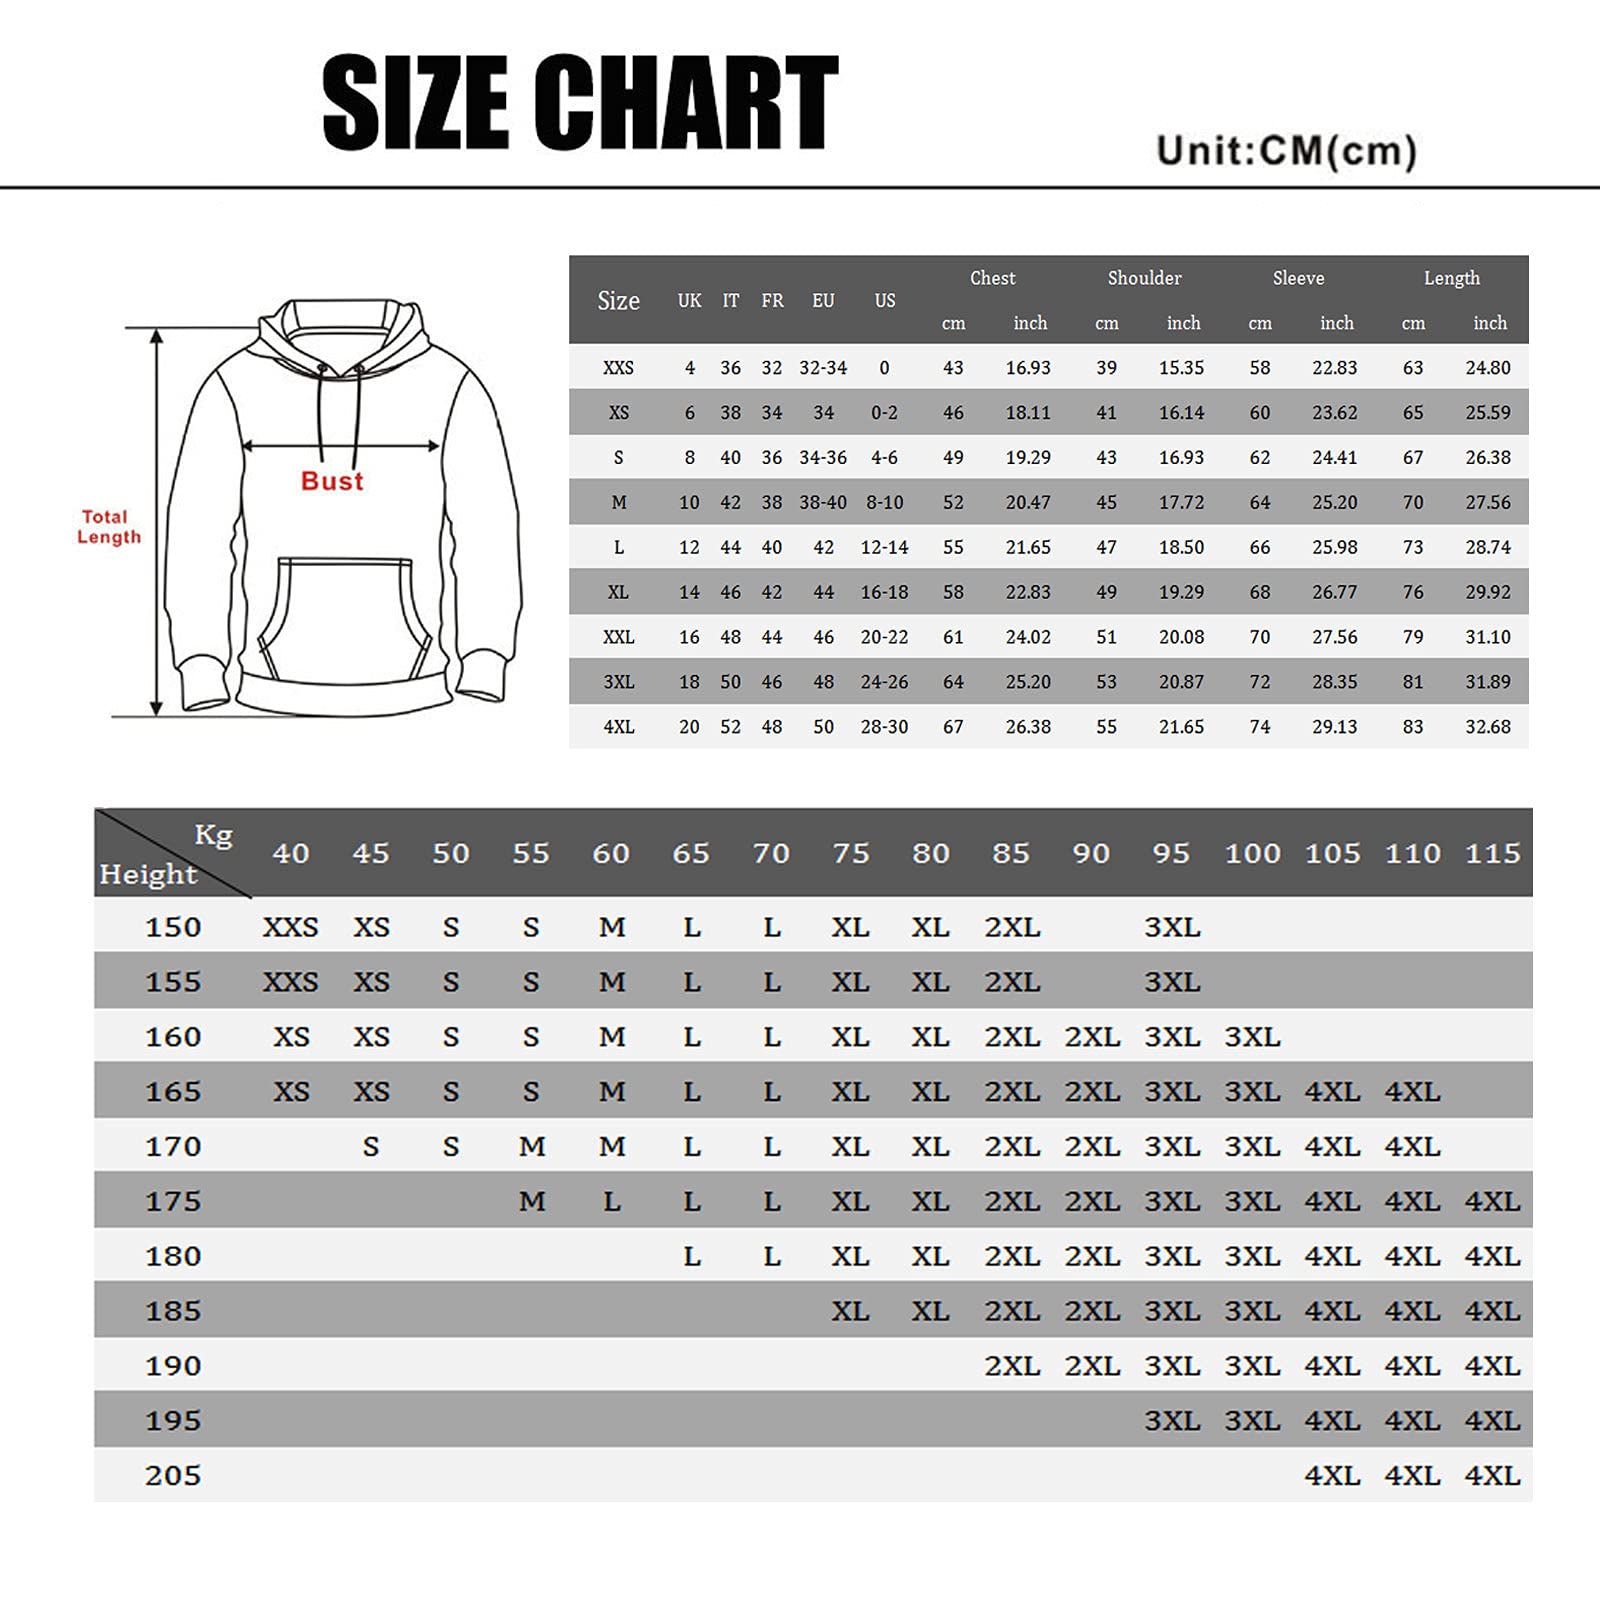 SIZE CHART
Unit:CM(cm)
Total
Length
Bust
Size UK IT FR EU US Chest Shoulder Sleeve Length
cm inch cm inch cm inch cm inch
XXS 4 36 32 32-34 0 43 16.93 39 15.35 58 22.83 63 24.80
XS 6 38 34 34 0-2 46 18.11 41 16.14 60 23.62 65 25.59
S 8 40 36 34-36 4-6 49 19.29 43 16.93 62 24.41 67 26.38
M 10 42 38 38-40 8-10 52 20.47 45 17.72 64 25.20 70 27.56
L 12 44 40 42 12-14 55 21.65 47 18.50 66 25.98 73 28.74
XL 14 46 42 44 16-18 58 22.83 49 19.29 68 26.77 76 29.92
XXL 16 48 44 46 20-22 61 24.02 51 20.08 70 27.56 79 31.10
3XL 18 50 46 48 24-26 64 25.20 53 20.87 72 28.35 81 31.89
4XL 20 52 48 50 28-30 67 26.38 55 21.65 74 29.13 83 32.68
Kg
Height 40 45 50 55 60 65 70 75 80 85 90 95 100 105 110 115
150 XXS XS S S M L L XL XL 2XL 3XL
155 XXS XS S S M L L XL XL 2XL 3XL
160 XS XS S S M L L XL XL 2XL 2XL 3XL 3XL
165 XS XS S S M L L XL XL 2XL 2XL 3XL 3XL 4XL 4XL
170 S S M M L L XL XL 2XL 2XL 3XL 3XL 4XL 4XL
175 M L L L XL XL 2XL 2XL 3XL 3XL 4XL 4XL 4XL
180 L L XL XL 2XL 2XL 3XL 3XL 4XL 4XL 4XL
185 XL XL 2XL 2XL 3XL 3XL 4XL 4XL 4XL
190 2XL 2XL 3XL 3XL 4XL 4XL 4XL
195 3XL 3XL 4XL 4XL 4XL
205 4XL 4XL 4XL